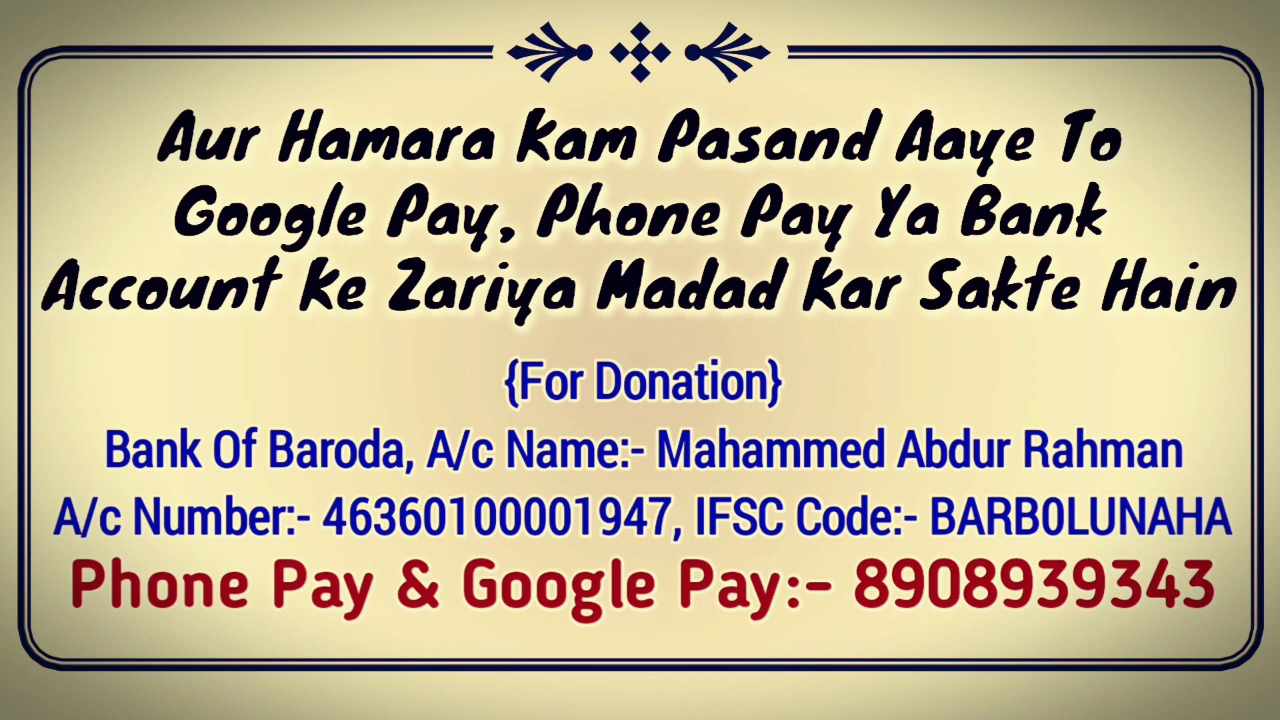 Aur Hamara Kam Pasand Aaye To
Google Pay, Phone Pay Ya Bank
Account Ke Zariya Madad Kar Sakte Hain
{For Donation}
Bank Of Baroda, A/c Name:- Mahammed Abdur Rahman
A/c Number:- 46360100001947, IFSC Code:- BARB0LUNAHA
Phone Pay & Google Pay:- 8908939343